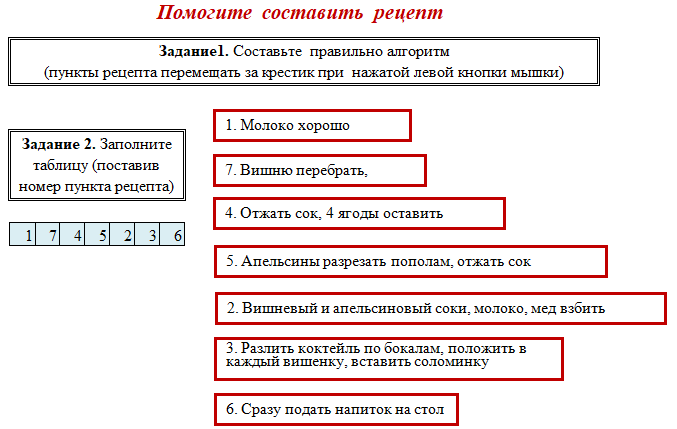 Помогите составить рецепт
Задание1. Составьте правильно алгоритм
(пункты рецепта перемещать за крестик при нажатой левой кнопки мышки)
Задание 2. Заполните
таблицу (поставив
номер пункта рецепта)
1 7 4 5 2 3 6
1. Молоко хорошо
7. Вишню перебрать,
4. Отжать сок, 4 ягоды оставить
5. Апельсины разрезать пополам, отжать сок
2. Вишневый и апельсиновый соки, молоко, мед взбить
3. Разлить коктейль по бокалам, положить в
каждый вишенку, вставить соломинку
6. Сразу подать напиток на стол